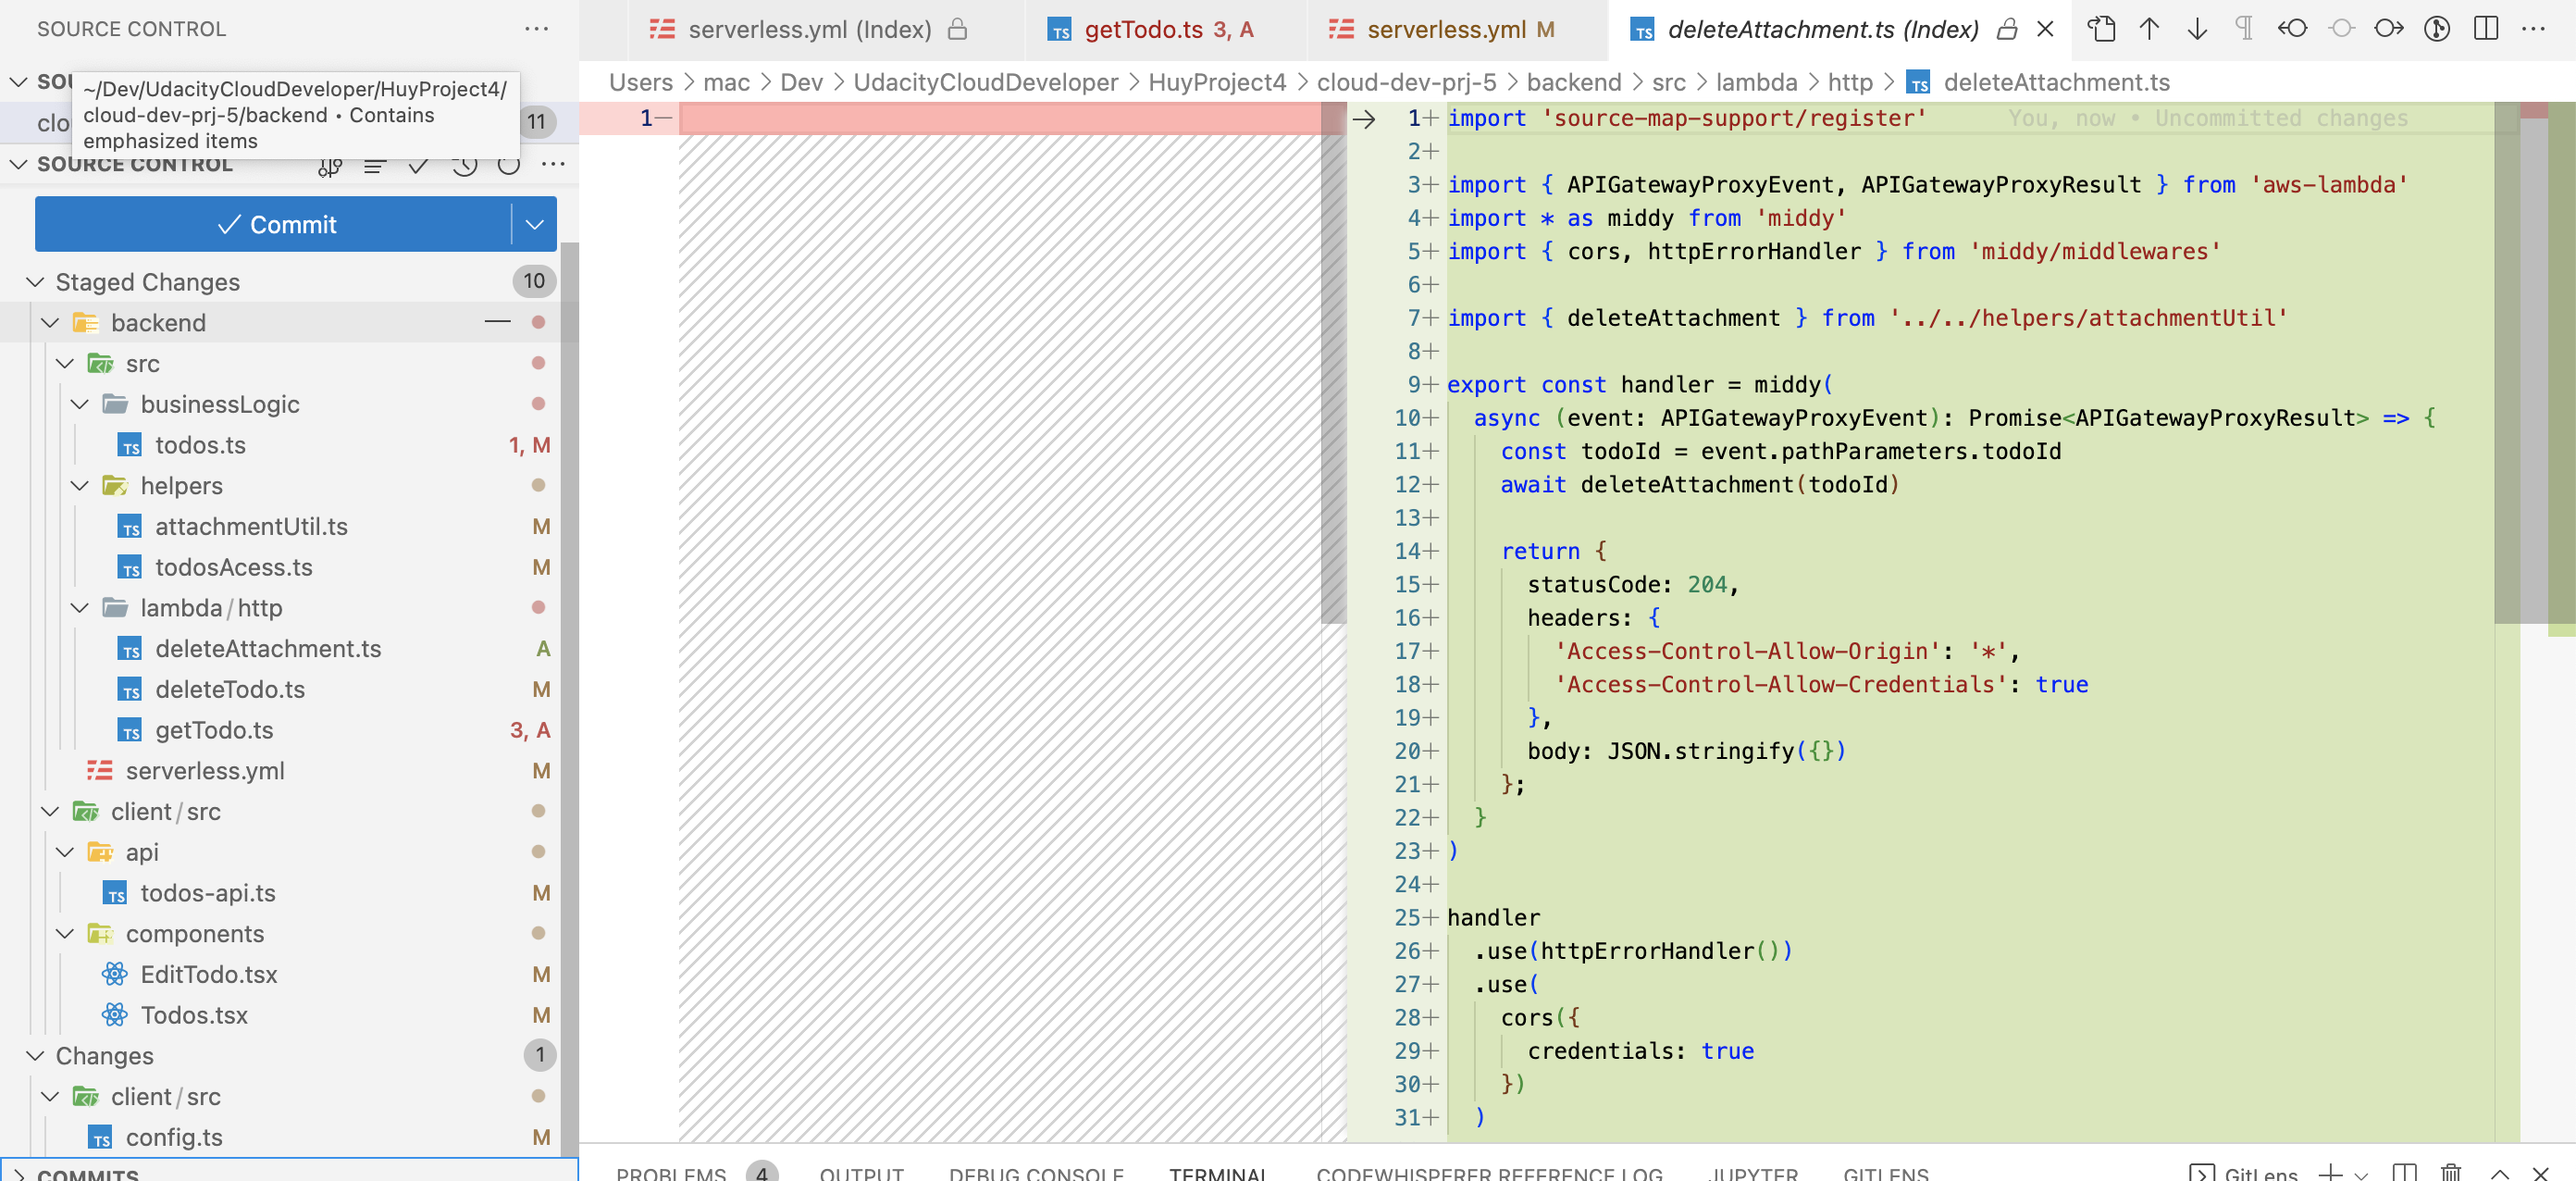 SOURCE CONTROL
serverless.yml (Index)
getTodo.ts 3, A
serverless.yml M
deleteAttachment.ts (Index)
SOU
~/Dev/UdacityCloudDeveloper/HuyProject4/
cloud-dev-prj-5/backend • Contains
emphasized items
clo
11
Users > mac > Dev > UdacityCloudDeveloper > HuyProject4 > cloud-dev-prj-5 > backend > src > lambda > http > TS deleteAttachment.ts
SOURCE CONTROL
Commit
Staged Changes 10
backend
src
businessLogic
TS todos.ts 1, M
helpers
TS attachmentUtil.ts M
TS todosAcess.ts M
lambda/http
TS deleteAttachment.ts A
TS deleteTodo.ts M
TS getTodo.ts 3, A
serverless.yml M
client/src
api
TS todos-api.ts M
components
EditTodo.tsx M
Todos.tsx M
Changes 1
client/src
TS config.ts M
COMMITS
1—
1+ import 'source-map-support/register' You, now • Uncommitted changes
2+
3+ import { APIGatewayProxyEvent, APIGatewayProxyResult } from 'aws-lambda'
4+ import * as middy from 'middy'
5+ import { cors, httpErrorHandler } from 'middy/middlewares'
6+
7+ import { deleteAttachment } from '../../helpers/attachmentUtil'
8+
9+ export const handler = middy(
10+ async (event: APIGatewayProxyEvent): Promise<APIGatewayProxyResult> => {
11+ const todoId = event.pathParameters.todoId
12+ await deleteAttachment(todoId)
13+
14+ return {
15+ statusCode: 204,
16+ headers: {
17+ 'Access-Control-Allow-Origin': '*',
18+ 'Access-Control-Allow-Credentials': true
19+ },
20+ body: JSON.stringify({})
21+ };
22+ }
23+ )
24+
25+ handler
26+ .use(httpErrorHandler())
27+ .use(
28+ cors({
29+ credentials: true
30+ })
31+ )
PROBLEMS 4 OUTPUT DEBUG CONSOLE TERMINAL CODEWHISPERER REFERENCE LOG JUPYTER GITLENS
GitLens